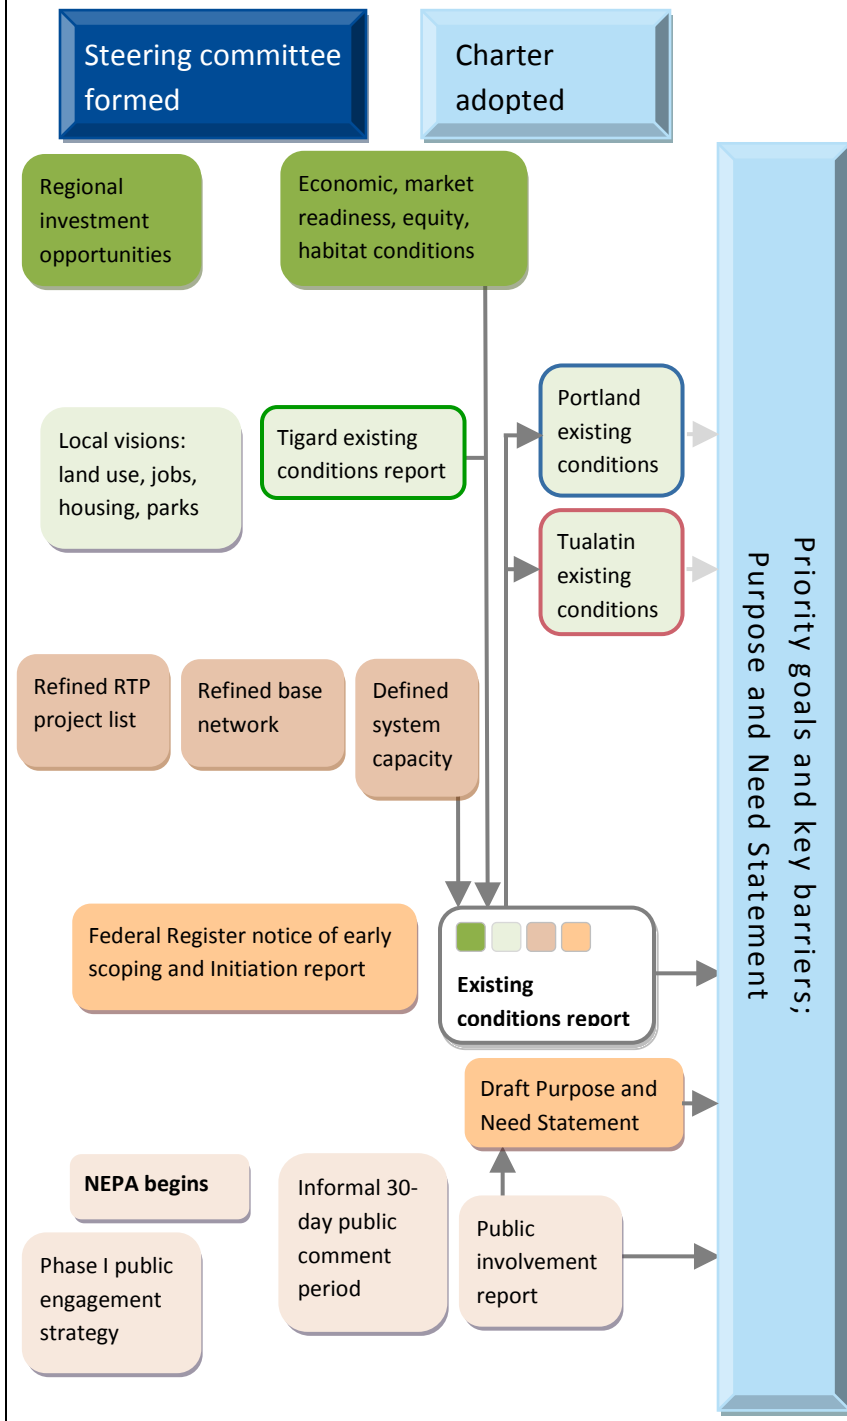 Steering committee
formed
Charter
adopted
Regional
investment
opportunities
Economic, market
readiness, equity,
habitat conditions
Local visions:
land use, jobs,
housing, parks
Tigard existing
conditions report
Portland
existing
conditions
Tualatin
existing
conditions
Refined RTP
project list
Refined base
network
Defined
system
capacity
Federal Register notice of early
scoping and Initiation report
Existing
conditions report
Draft Purpose and
Need Statement
NEPA begins
Informal 30-
day public
comment
period
Public
involvement
report
Phase I public
engagement
strategy
Priority goals and key barriers;
Purpose and Need Statement